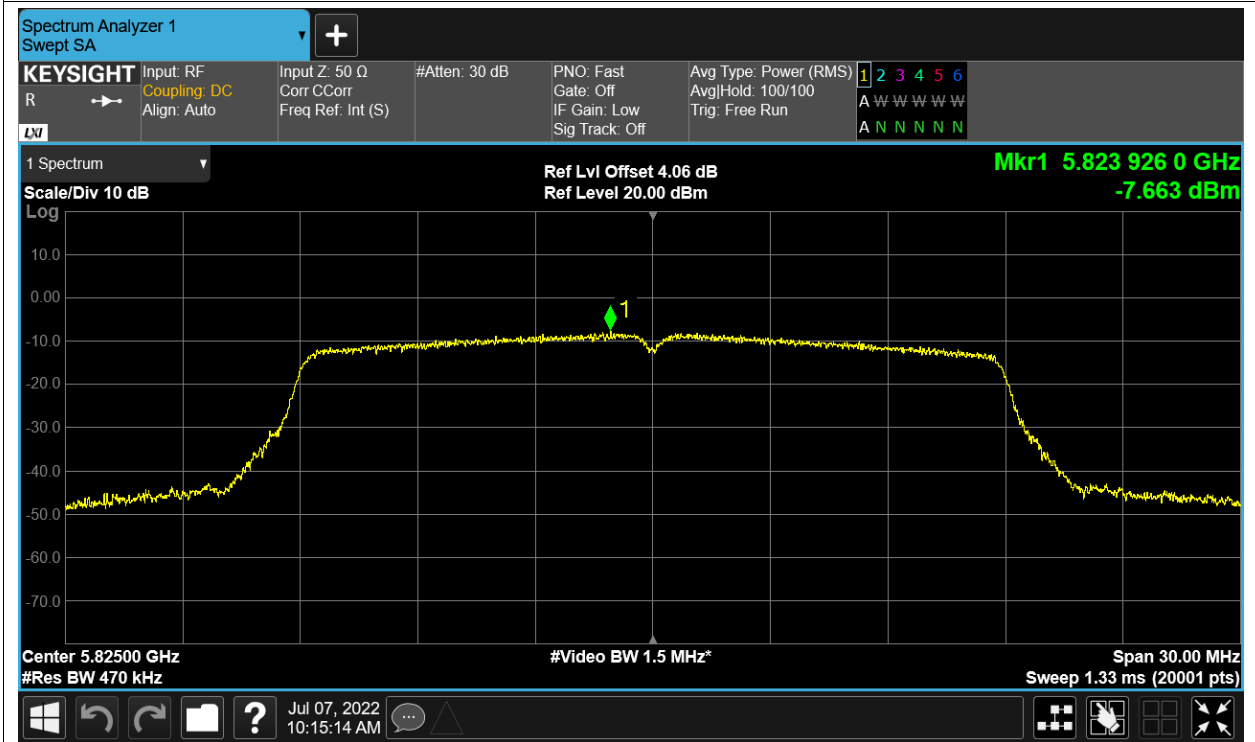 Spectrum Analyzer 1
Swept SA
KEYSIGHT Input: RF Input Z: 50 Ω #Atten: 30 dB PNO: Fast Avg Type: Power (RMS) 1 2 3 4 5 6
R Coupling: DC Corr CCorr Gate: Off Avg|Hold: 100/100 A W W W W W
Align: Auto Freq Ref: Int (S) IF Gain: Low Trig: Free Run
LXI Sig Track: Off A N N N N N
1 Spectrum Ref Lvl Offset 4.06 dB Mkr1 5.823 926 0 GHz
Scale/Div 10 dB Ref Level 20.00 dBm -7.663 dBm
Log
10.0
0.00
1
-10.0
-20.0
-30.0
-40.0
-50.0
-60.0
-70.0
Center 5.82500 GHz #Video BW 1.5 MHz* Span 30.00 MHz
#Res BW 470 kHz Sweep 1.33 ms (20001 pts)
? Jul 07, 2022
10:15:14 AM